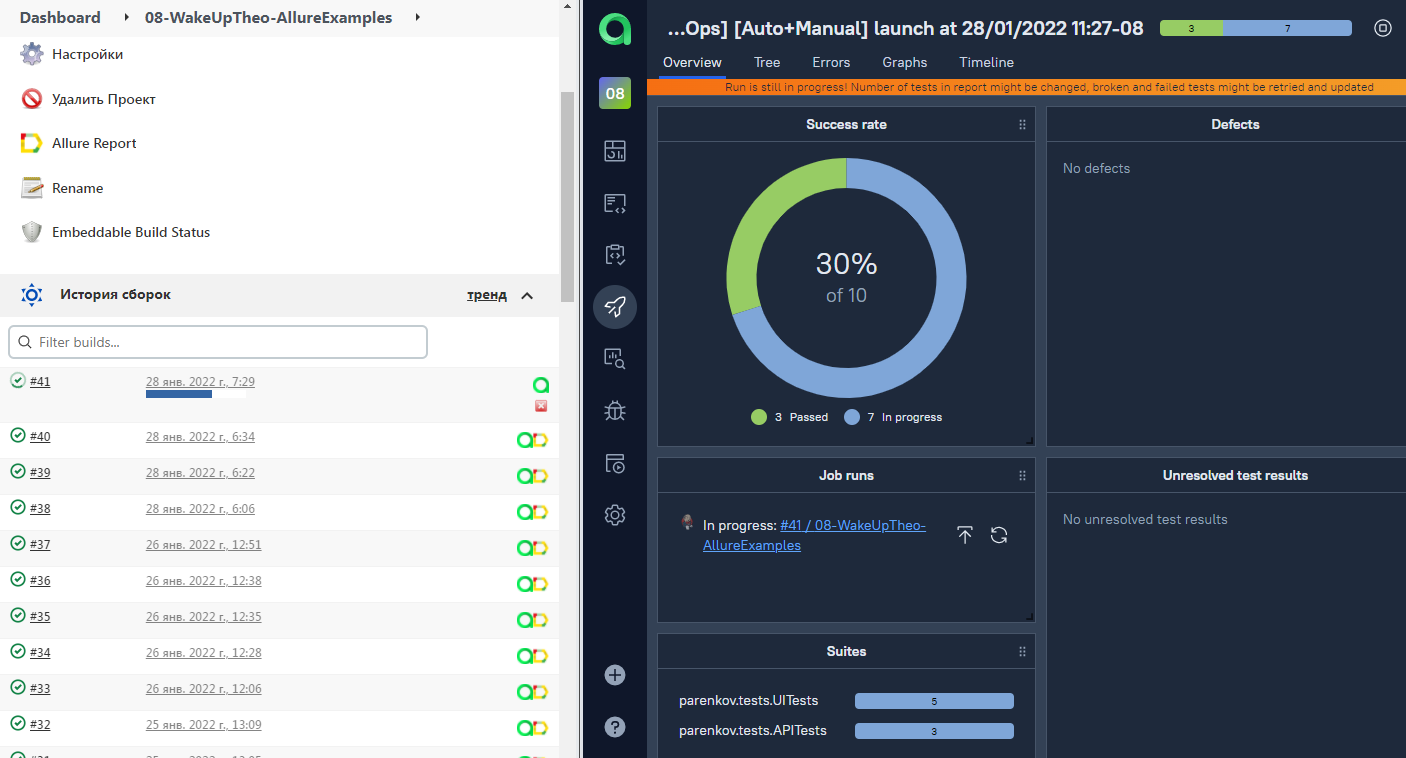 Dashboard
08-WakeUpTheo-AllureExamples
Настройки
Удалить Проект
Allure Report
Rename
Embeddable Build Status
История сборок
тренд
Filter builds...
#41 28 янв. 2022 г., 7:29
#40 28 янв. 2022 г., 6:34
#39 28 янв. 2022 г., 6:22
#38 28 янв. 2022 г., 6:06
#37 26 янв. 2022 г., 12:51
#36 26 янв. 2022 г., 12:38
#35 26 янв. 2022 г., 12:35
#34 26 янв. 2022 г., 12:28
#33 26 янв. 2022 г., 12:06
#32 25 янв. 2022 г., 13:09
08
...Ops] [Auto+Manual] launch at 28/01/2022 11:27-08
3 7
Overview Tree Errors Graphs Timeline
Run is still in progress! Number of tests in report might be changed, broken and failed tests might be retried and updated
Success rate
30%
of 10
3 Passed 7 In progress
Defects
No defects
Job runs
In progress: #41 / 08-WakeUpTheo-
AllureExamples
Unresolved test results
No unresolved test results
Suites
parenkov.tests.UITests 5
parenkov.tests.APITests 3